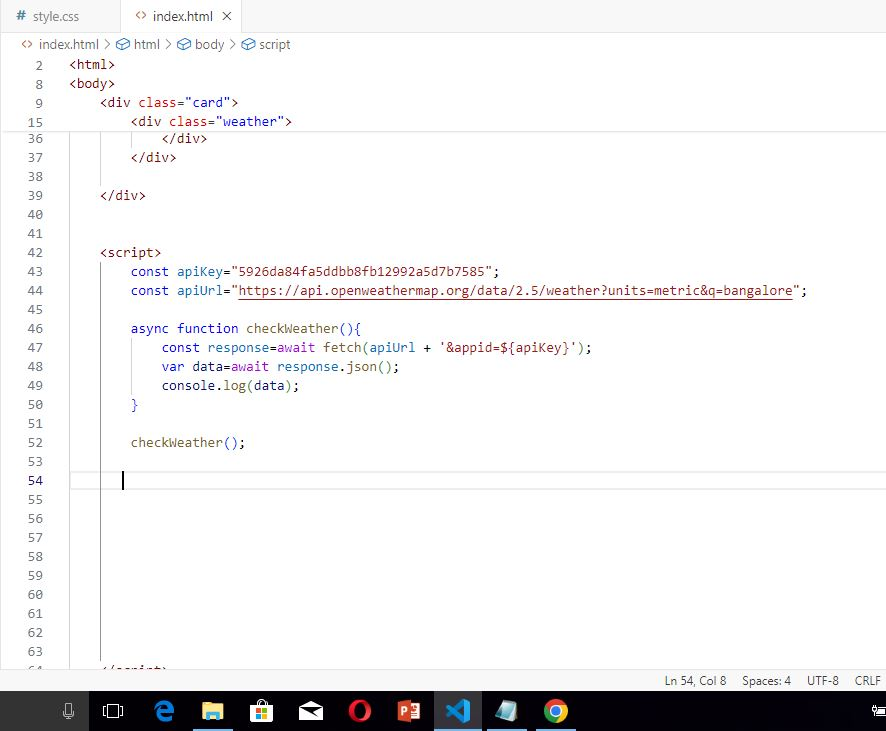 # style.css
<> index.html ×
<> index.html > html > body > script
2 <html>
8 <body>
9 <div class="card">
15 <div class="weather">
36 </div>
37 </div>
38
39 </div>
40
41
42 <script>
43 const apiKey="5926da84fa5ddbb8fb12992a5d7b7585";
44 const apiUrl="https://api.openweathermap.org/data/2.5/weather?units=metric&q=bangalore";
45
46 async function checkWeather(){
47 const response=await fetch(apiUrl + '&appid=${apiKey}');
48 var data=await response.json();
49 console.log(data);
50 }
51
52 checkWeather();
53
54
55
56
57
58
59
60
61
62
63
64 </script>
Ln 54, Col 8 Spaces: 4 UTF-8 CRLF